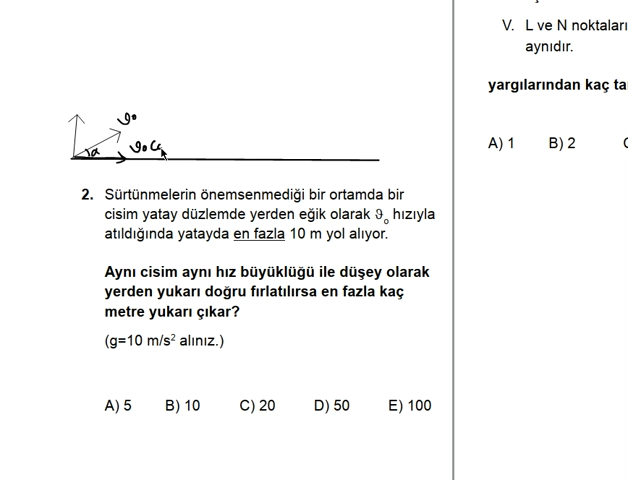 ϑ₀
α
ϑ₀ Cos
2. Sürtünmelerin önemsenmediği bir ortamda bir
cisim yatay düzlemde yerden eğik olarak ϑ₀ hızıyla
atıldığında yatayda en fazla 10 m yol alıyor.
Aynı cisim aynı hız büyüklüğü ile düşey olarak
yerden yukarı doğru fırlatılırsa en fazla kaç
metre yukarı çıkar?
(g=10 m/s² alınız.)
A) 5 B) 10 C) 20 D) 50 E) 100
V. L ve N noktaları
aynıdır.
yargılarından kaç
A) 1 B) 2